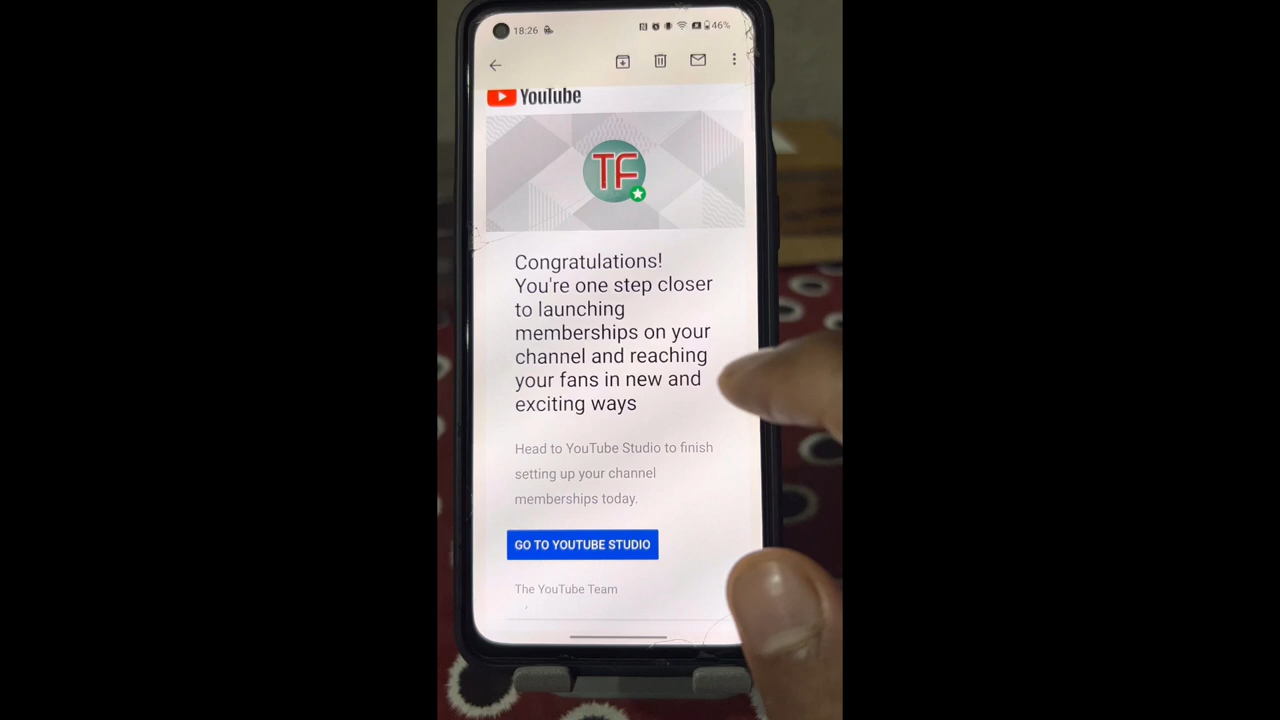 18:26
46%
YouTube
TF
Congratulations!
You're one step closer
to launching
memberships on your
channel and reaching
your fans in new and
exciting ways
Head to YouTube Studio to finish
setting up your channel
memberships today.
GO TO YOUTUBE STUDIO
The YouTube Team